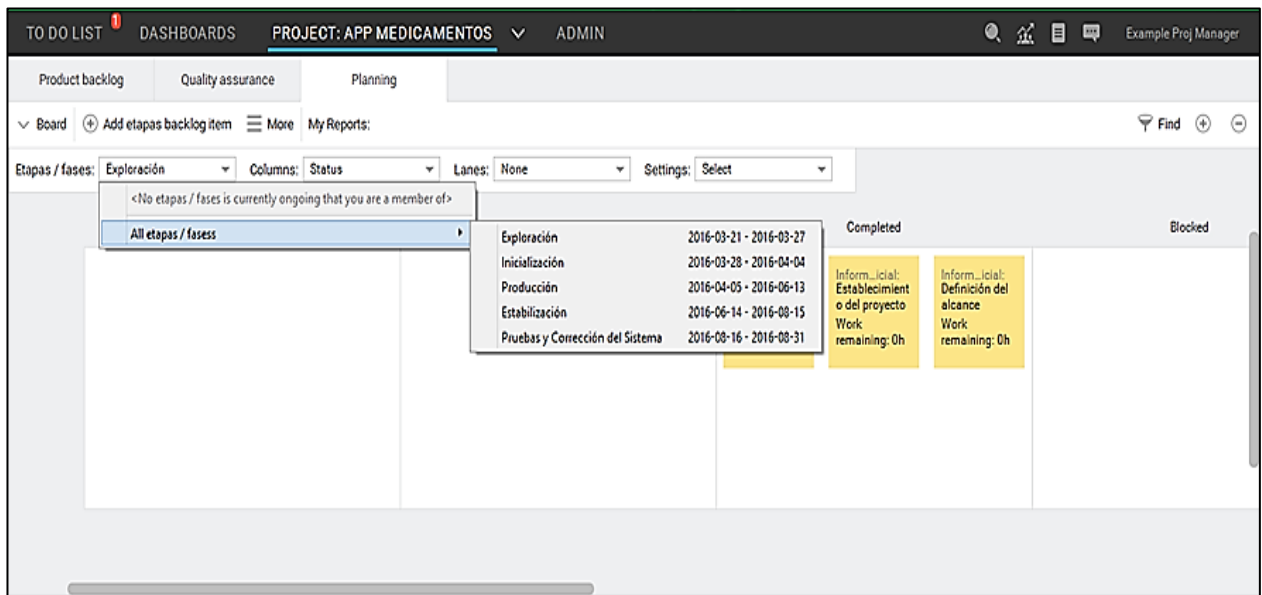 TO DO LIST 1 DASHBOARDS PROJECT: APP MEDICAMENTOS ADMIN Example Proj Manager
Product backlog Quality assurance Planning
Board Add etapas backlog item More My Reports: Find
Etapas / fases: Exploración Columns: Status Lanes: None Settings: Select
<No etapas / fases is currently ongoing that you are a member of>
All etapas / fasess
Exploración 2016-03-21 - 2016-03-27
Inicialización 2016-03-28 - 2016-04-04
Producción 2016-04-05 - 2016-06-13
Estabilización 2016-06-14 - 2016-08-15
Pruebas y Corrección del Sistema 2016-08-16 - 2016-08-31
Completed Blocked
Inform_icial:
Establecimient
o del proyecto
Work
remaining: 0h
Inform_icial:
Definición del
alcance
Work
remaining: 0h